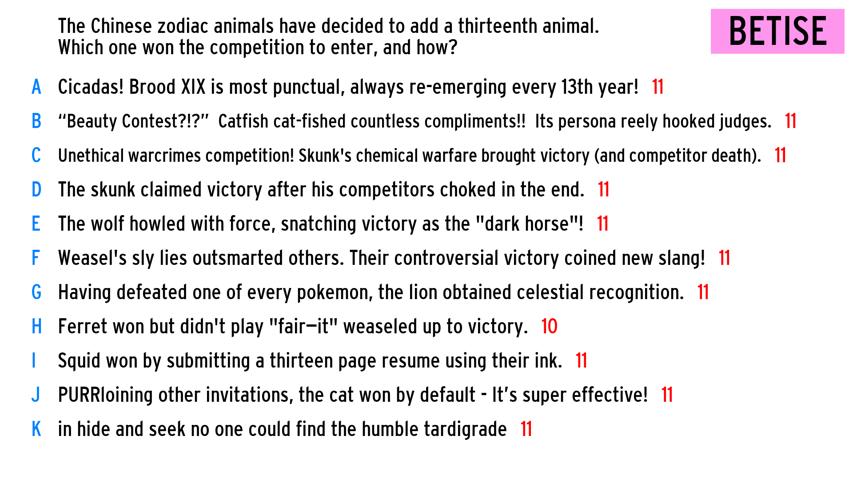 The Chinese zodiac animals have decided to add a thirteenth animal.
Which one won the competition to enter, and how?
BETISE
A Cicadas! Brood XIX is most punctual, always re-emerging every 13th year! 11
B “Beauty Contest?!?” Catfish cat-fished countless compliments!! Its persona reely hooked judges. 11
C Unethical warcrimes competition! Skunk's chemical warfare brought victory (and competitor death). 11
D The skunk claimed victory after his competitors choked in the end. 11
E The wolf howled with force, snatching victory as the "dark horse"! 11
F Weasel's sly lies outsmarted others. Their controversial victory coined new slang! 11
G Having defeated one of every pokemon, the lion obtained celestial recognition. 11
H Ferret won but didn't play "fair—it" weaseled up to victory. 10
I Squid won by submitting a thirteen page resume using their ink. 11
J PURRloining other invitations, the cat won by default - It’s super effective! 11
K in hide and seek no one could find the humble tardigrade 11